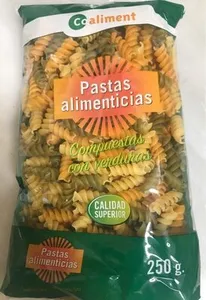 Coaliment
Pastas
alimenticias
Compuestas
con verduras
CALIDAD
SUPERIOR
Pastas
alimenticias
250 g.